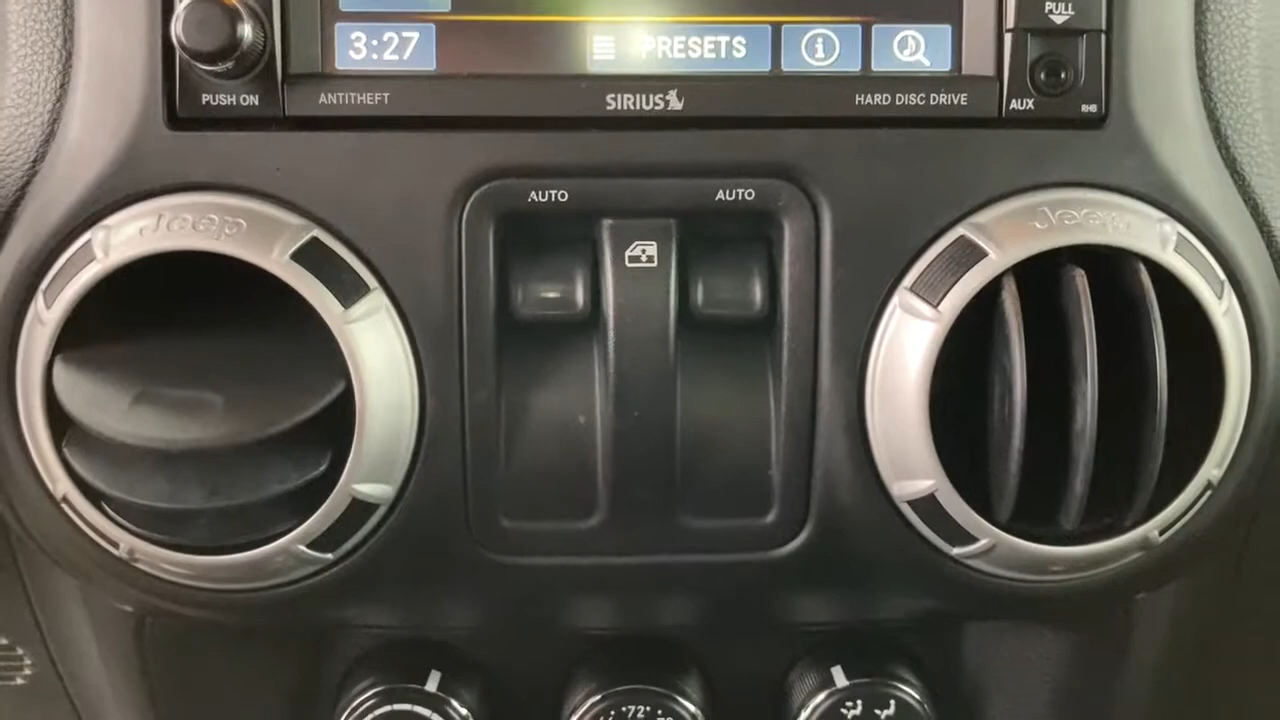 PULL
3:27
PRESETS
PUSH ON
ANTITHEFT
SIRIUS
HARD DISC DRIVE
AUX
RHB
AUTO
AUTO
Jeep
Jeep
72°